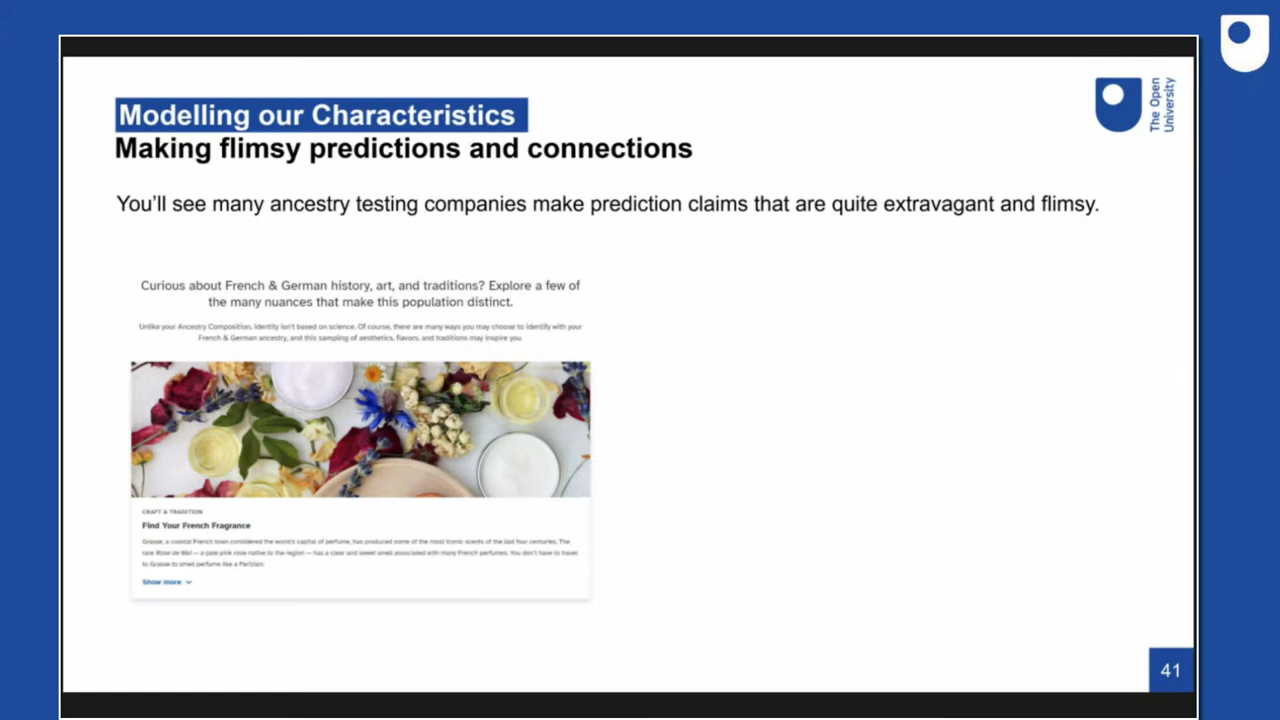 Modelling our Characteristics
Making flimsy predictions and connections
The Open
University
You'll see many ancestry testing companies make prediction claims that are quite extravagant and flimsy.
Curious about French & German history, art, and traditions? Explore a few of
the many nuances that make this population distinct.
Unlike your Ancestry Composition, identity isn't based on science. Of course, there are many ways you may choose to identify with your
French & German ancestry, and this sampling of aesthetics, flavors, and traditions may inspire you.
CRAFT & TRADITION
Find Your French Fragrance
Grasse, a coastal French town considered the world's capital of perfume, has produced some of the most iconic scents of the last four centuries. The
rare Rose de Mai — a pale pink rose native to the region — has a clear and sweet smell associated with many French perfumes. You don't have to travel
to Grasse to smell perfume like a Parisian.
Show more
41